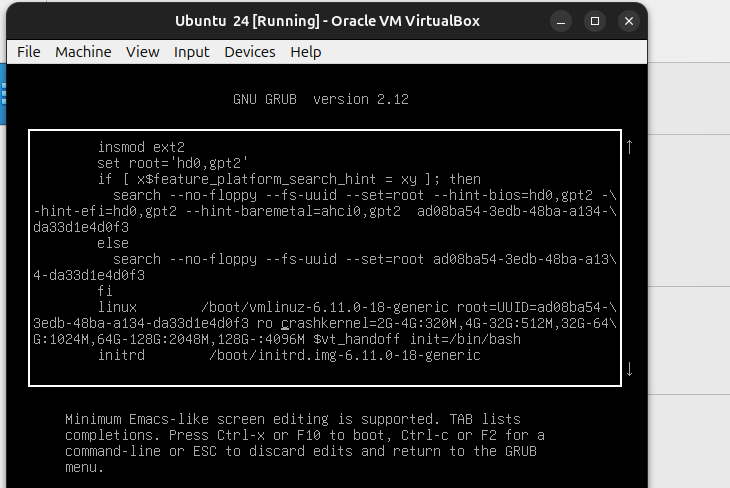 Ubuntu 24 [Running] - Oracle VM VirtualBox
File Machine View Input Devices Help
GNU GRUB version 2.12
insmod ext2
set root='hd0,gpt2'
if [ x$feature_platform_search_hint = xy ]; then
search --no-floppy --fs-uuid --set=root --hint-bios=hd0,gpt2 -\
-hint-efi=hd0,gpt2 --hint-baremetal=ahci0,gpt2 ad08ba54-3edb-48ba-a134-\
da33d1e4d0f3
else
search --no-floppy --fs-uuid --set=root ad08ba54-3edb-48ba-a13\
4-da33d1e4d0f3
fi
linux /boot/vmlinuz-6.11.0-18-generic root=UUID=ad08ba54-\
3edb-48ba-a134-da33d1e4d0f3 ro crashkernel=2G-4G:320M,4G-32G:512M,32G-64\
G:1024M,64G-128G:2048M,128G-:4096M $vt_handoff init=/bin/bash
initrd /boot/initrd.img-6.11.0-18-generic
Minimum Emacs-like screen editing is supported. TAB lists
completions. Press Ctrl-x or F10 to boot, Ctrl-c or F2 for a
command-line or ESC to discard edits and return to the GRUB
menu.